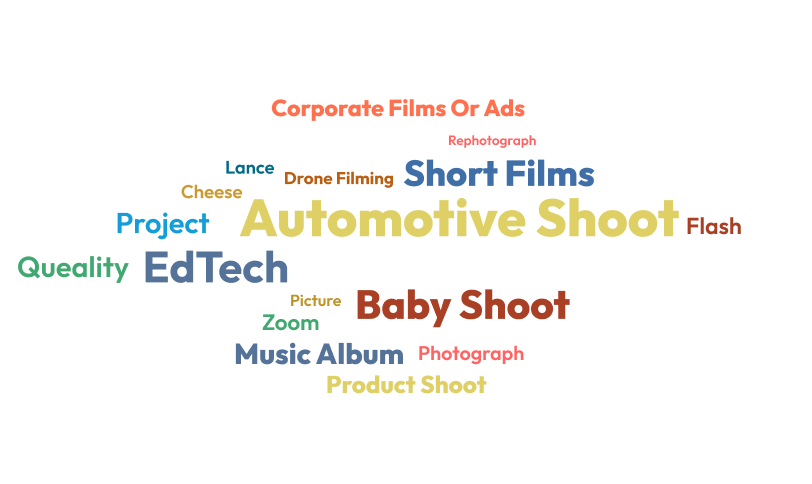 Corporate Films Or Ads
Rephotograph
Lance
Drone Filming
Short Films
Cheese
Project
Automotive Shoot
Flash
Queality
EdTech
Picture
Baby Shoot
Zoom
Music Album
Photograph
Product Shoot